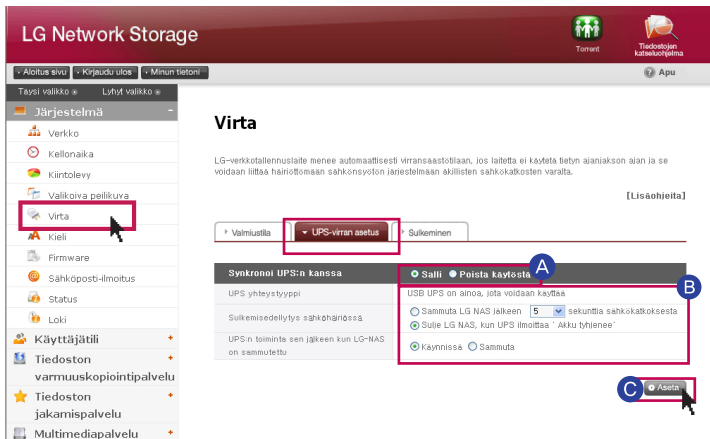 LG Network Storage
Torrent
Tiedostojen katseluohjelma
Aloitus sivu
Kirjaudu ulos
Minun tietoni
Apu
Täysi valikko
Lyhyt valikko
Järjestelmä -
Verkko
Kellonaika
Kiintolevy
Valikoiva peilikuva
Virta
Kieli
Firmware
Sähköposti-ilmoitus
Status
Loki
Käyttäjätili +
Tiedoston +
varmuuskopiointipalvelu
Tiedoston +
jakamispalvelu
Multimediapalvelu +
Virta
LG-verkkotallennuslaite menee automaattisesti virransäästötilaan, jos laitetta ei käytetä tietyn ajanjakson ajan ja se
voidaan liittää häiriöttömään sähkönsyötön järjestelmään äkillisten sähkökatkosten varalta.
[Lisäohjeita]
Valmiustila
UPS-virran asetus
Sulkeminen
Synkronoi UPS:n kanssa
Salli Poista käytöstä
A
B
UPS yhteystyyppi
USB UPS on ainoa, jota voidaan käyttää
Sulkemisedellytys sähköhäiriössä
Sammuta LG NAS jälkeen 5 sekunttia sähkökatkoksesta
Sulje LG NAS, kun UPS ilmoittaa ' Akku tyhjenee'
UPS:n toiminta sen jälkeen kun LG-NAS
on sammutettu
Käynnissä Sammuta
C
Aseta